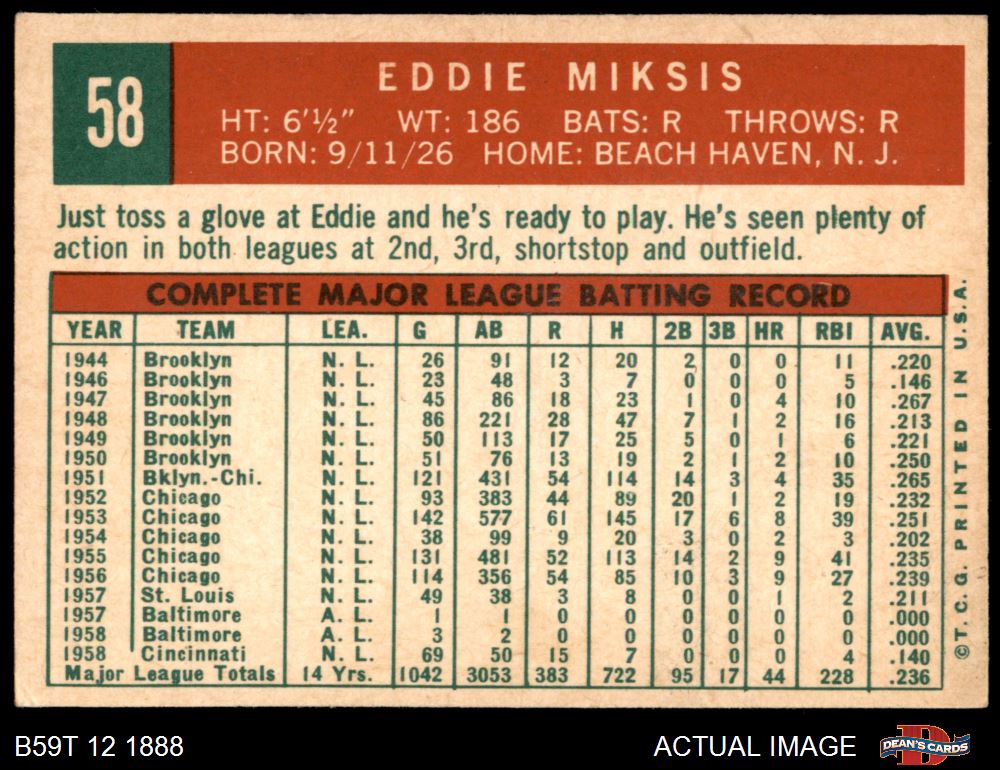 58
EDDIE MIKSIS
HT: 6'½" WT: 186 BATS: R THROWS: R
BORN: 9/11/26 HOME: BEACH HAVEN, N. J.
Just toss a glove at Eddie and he's ready to play. He's seen plenty of
action in both leagues at 2nd, 3rd, shortstop and outfield.
COMPLETE MAJOR LEAGUE BATTING RECORD
YEAR TEAM LEA. G AB R H 2B 3B HR RBI AVG.
1944 Brooklyn N. L. 26 91 12 20 2 0 0 11 .220
1946 Brooklyn N. L. 23 48 3 7 0 0 0 5 .146
1947 Brooklyn N. L. 45 86 18 23 1 0 4 10 .267
1948 Brooklyn N. L. 86 221 28 47 7 1 2 16 .213
1949 Brooklyn N. L. 50 113 17 25 5 0 1 6 .221
1950 Brooklyn N. L. 51 76 13 19 2 1 2 10 .250
1951 Bklyn.-Chi. N. L. 121 431 54 114 14 3 4 35 .265
1952 Chicago N. L. 93 383 44 89 20 1 2 19 .232
1953 Chicago N. L. 142 577 61 145 17 6 8 39 .251
1954 Chicago N. L. 38 99 9 20 3 0 2 3 .202
1955 Chicago N. L. 131 481 52 113 14 2 9 41 .235
1956 Chicago N. L. 114 356 54 85 10 3 9 27 .239
1957 St. Louis N. L. 49 38 3 8 0 0 1 2 .211
1957 Baltimore A. L. 1 1 0 0 0 0 0 0 .000
1958 Baltimore A. L. 3 2 0 0 0 0 0 0 .000
1958 Cincinnati N. L. 69 50 15 7 0 0 0 4 .140
Major League Totals 14 Yrs. 1042 3053 383 722 95 17 44 228 .236
©T. C. G. PRINTED IN U.S.A.
B59T 12 1888
ACTUAL IMAGE
D
DEAN'S CARDS